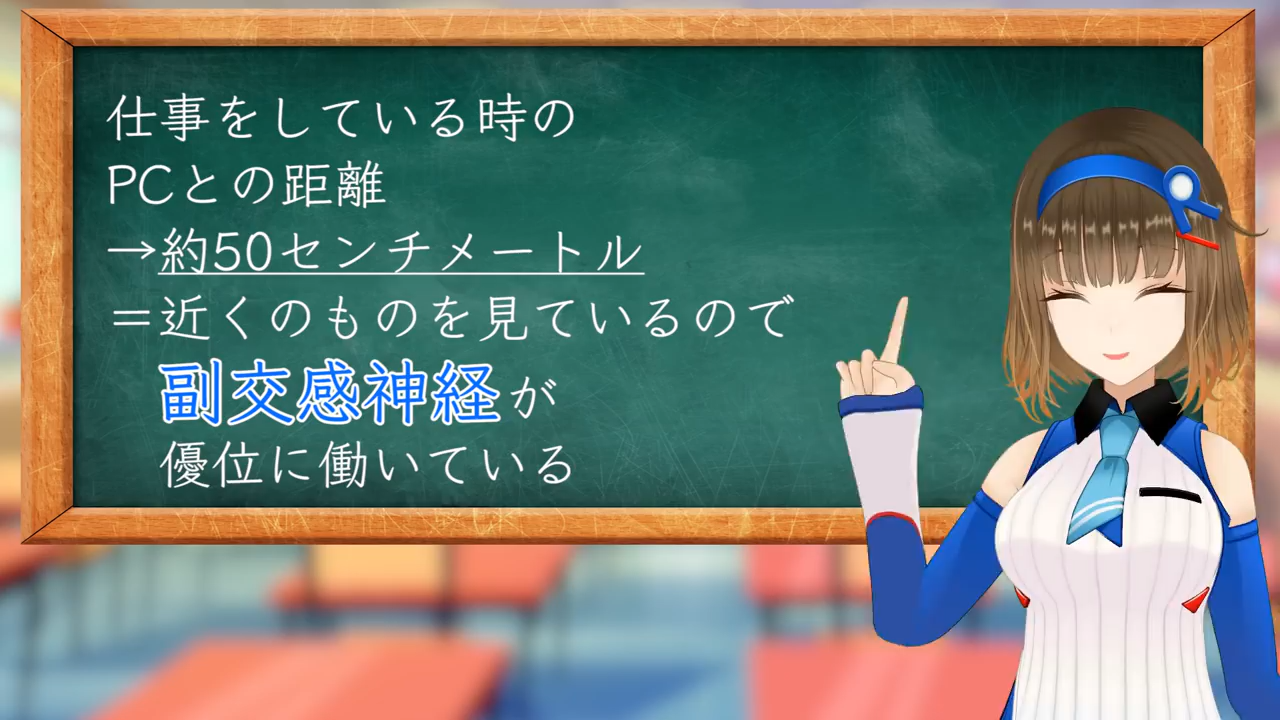 仕事をしている時の
PCとの距離
→約50センチメートル
＝近くのものを見ているので
副交感神経が
優位に働いている